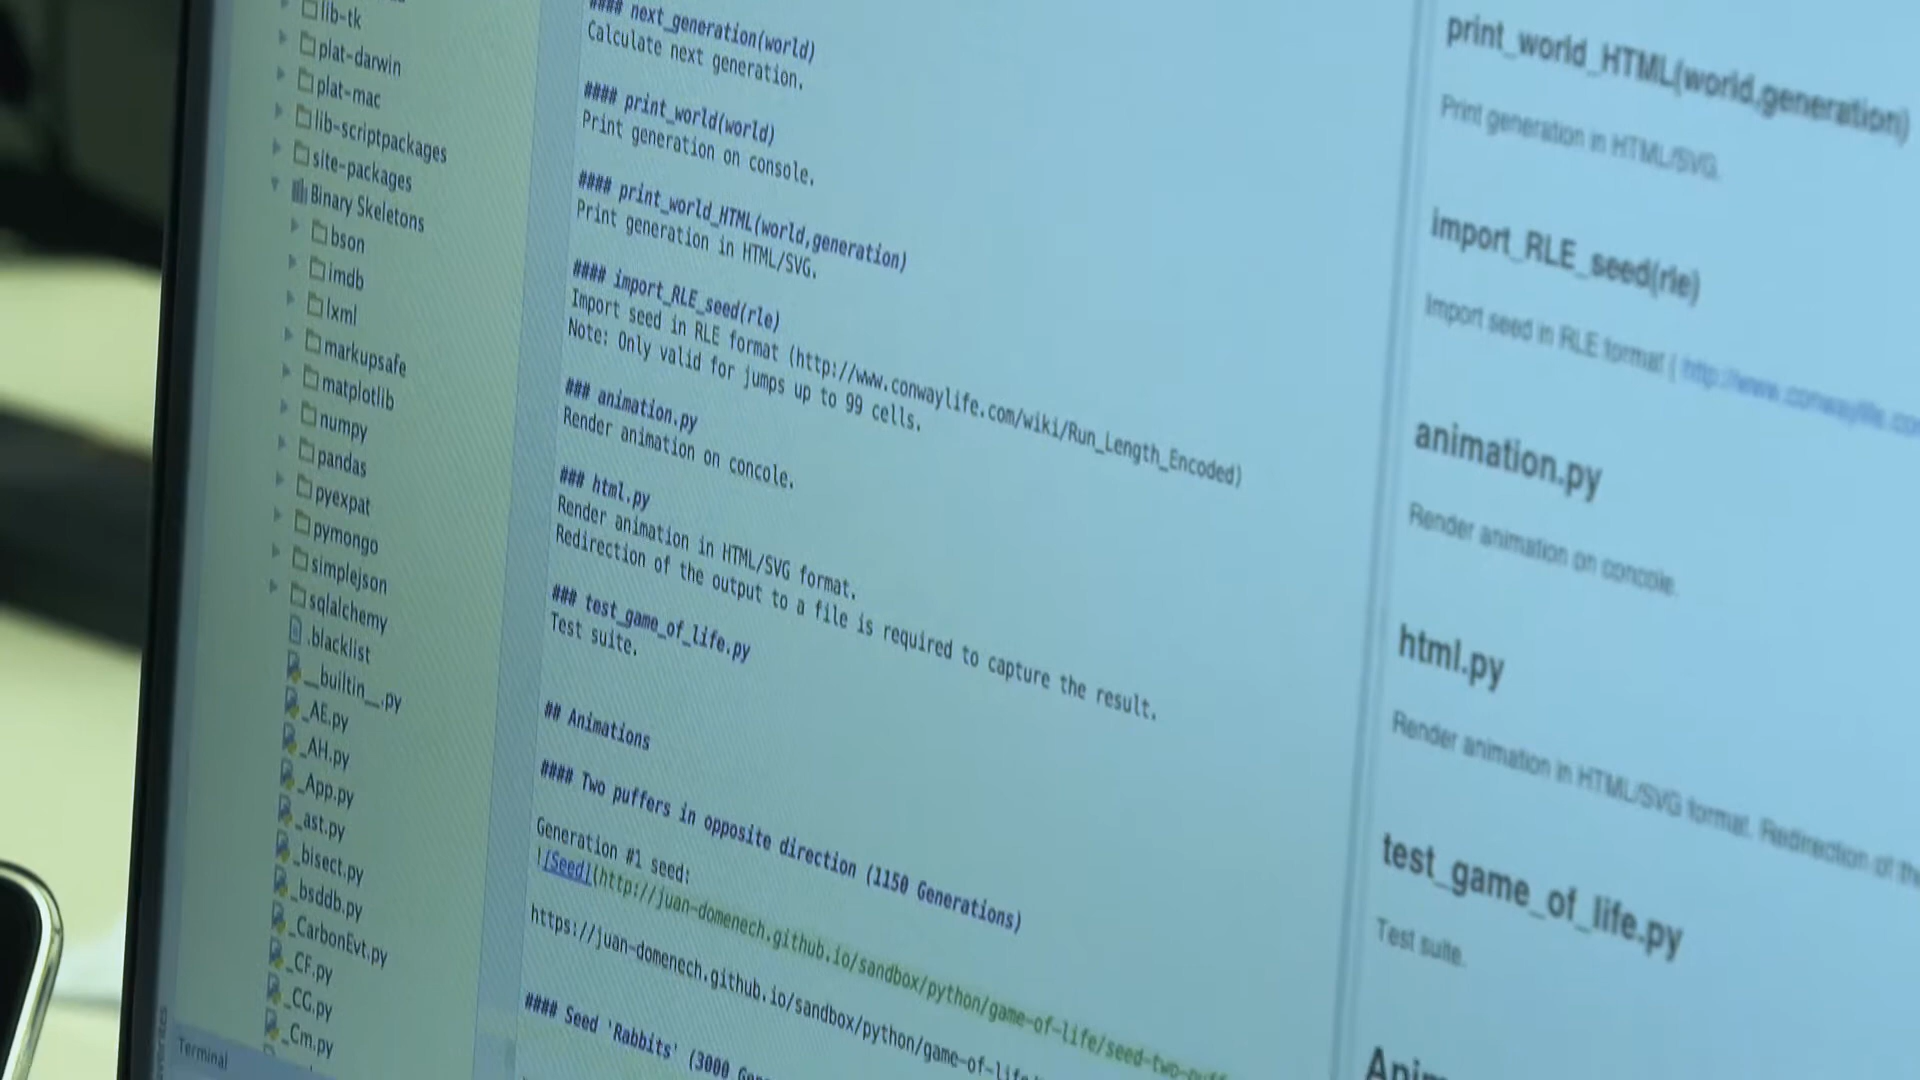 lib-tk
plat-darwin
plat-mac
lib-scriptpackages
site-packages
Binary Skeletons
bson
imdb
lxml
markupsafe
matplotlib
numpy
pandas
pyexpat
pymongo
simplejson
sqlalchemy
.blacklist
__builtin__.py
_AE.py
_AH.py
_App.py
_ast.py
_bisect.py
_bsddb.py
_CarbonEvt.py
_CF.py
_CG.py
_Cm.py
Terminal
#### next_generation(world)
Calculate next generation.
#### print_world(world)
Print generation on console.
#### print_world_HTML(world,generation)
Print generation in HTML/SVG.
#### import_RLE_seed(rle)
Import seed in RLE format (http://www.conwaylife.com/wiki/Run_Length_Encoded)
Note: Only valid for jumps up to 99 cells.
### animation.py
Render animation on concole.
### html.py
Render animation in HTML/SVG format.
Redirection of the output to a file is required to capture the result.
### test_game_of_life.py
Test suite.
## Animations
#### Two puffers in opposite direction (1150 Generations)
Generation #1 seed:
![Seed](http://juan-domenech.github.io/sandbox/python/game-of-life/seed-two-puff
https://juan-domenech.github.io/sandbox/python/game-of-life/
#### Seed 'Rabbits' (3000 Gen
print_world_HTML(world,generation)
Print generation in HTML/SVG.
import_RLE_seed(rle)
Import seed in RLE format ( http://www.conwaylife.co
animation.py
Render animation on concole.
html.py
Render animation in HTML/SVG format. Redirection of the
test_game_of_life.py
Test suite.
Anim